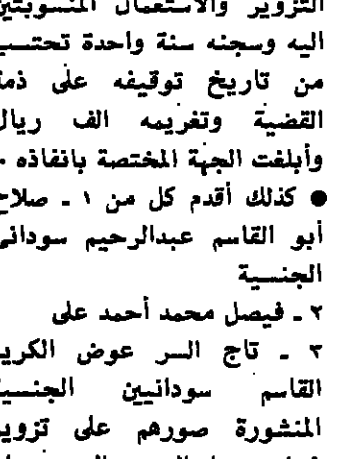 التزوير والاستعمال المنسوبتين
اليه وسجنه سنة واحدة تحتسب
من تاريخ توقيفه على ذمة
القضية وتغريمه الف ريال
وأبلغت الجهة المختصة بانفاذه .
● كذلك أقدم كل من ١ ـ صلاح
أبو القاسم عبدالرحيم سودانى
الجنسية
٢ ـ فيصل محمد أحمد على
٣ ـ تاج السر عوض الكريم
القاسم سودانيين الجنسية
المنشورة صورهم على تزوير